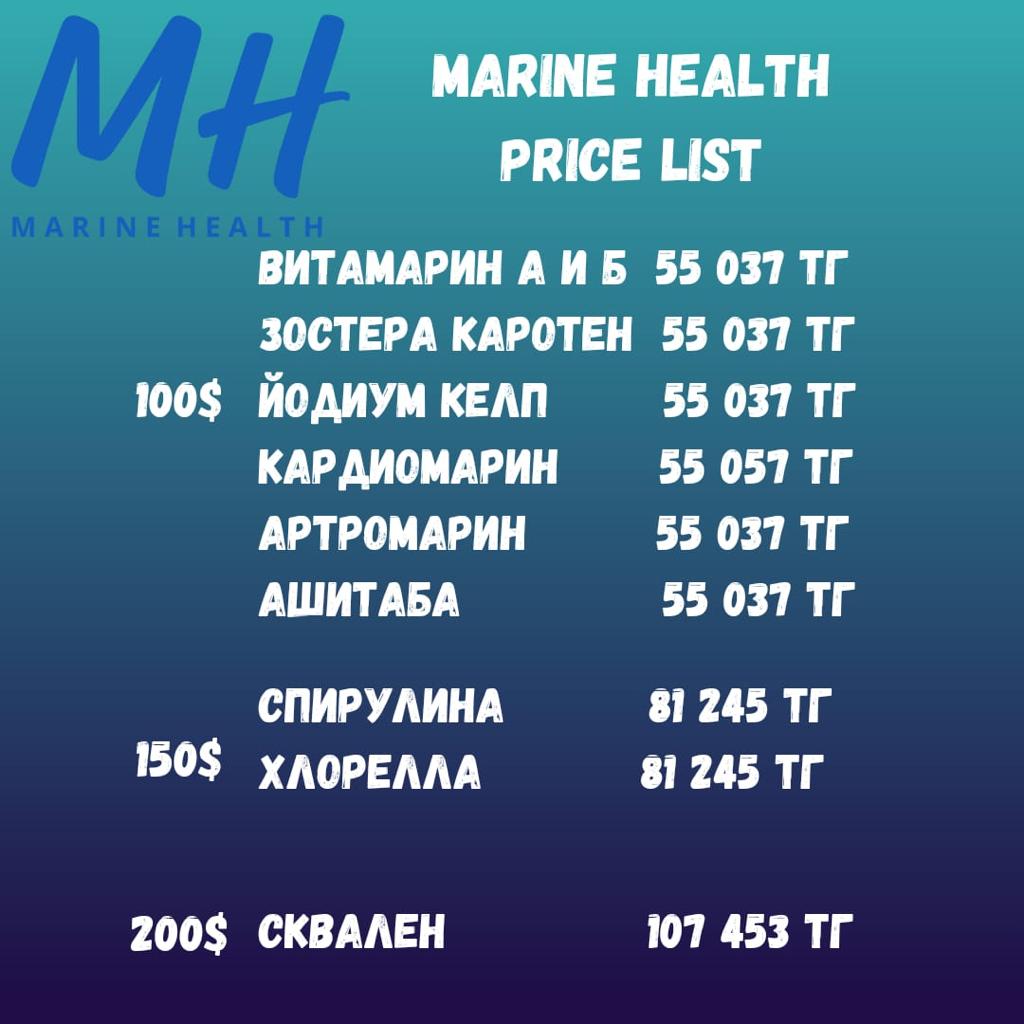 MH
MARINE HEALTH
MARINE HEALTH
PRICE LIST
ВИТАМАРИН А И Б 55 037 ТГ
ЗОСТЕРА КАРОТЕН 55 037 ТГ
100$ ЙОДИУМ КЕЛП 55 037 ТГ
КАРДИОМАРИН 55 057 ТГ
АРТРОМАРИН 55 037 ТГ
АШИТАБА 55 037 ТГ
СПИРУЛИНА 81 245 ТГ
150$ ХЛОРЕЛЛА 81 245 ТГ
200$ СКВАЛЕН 107 453 ТГ